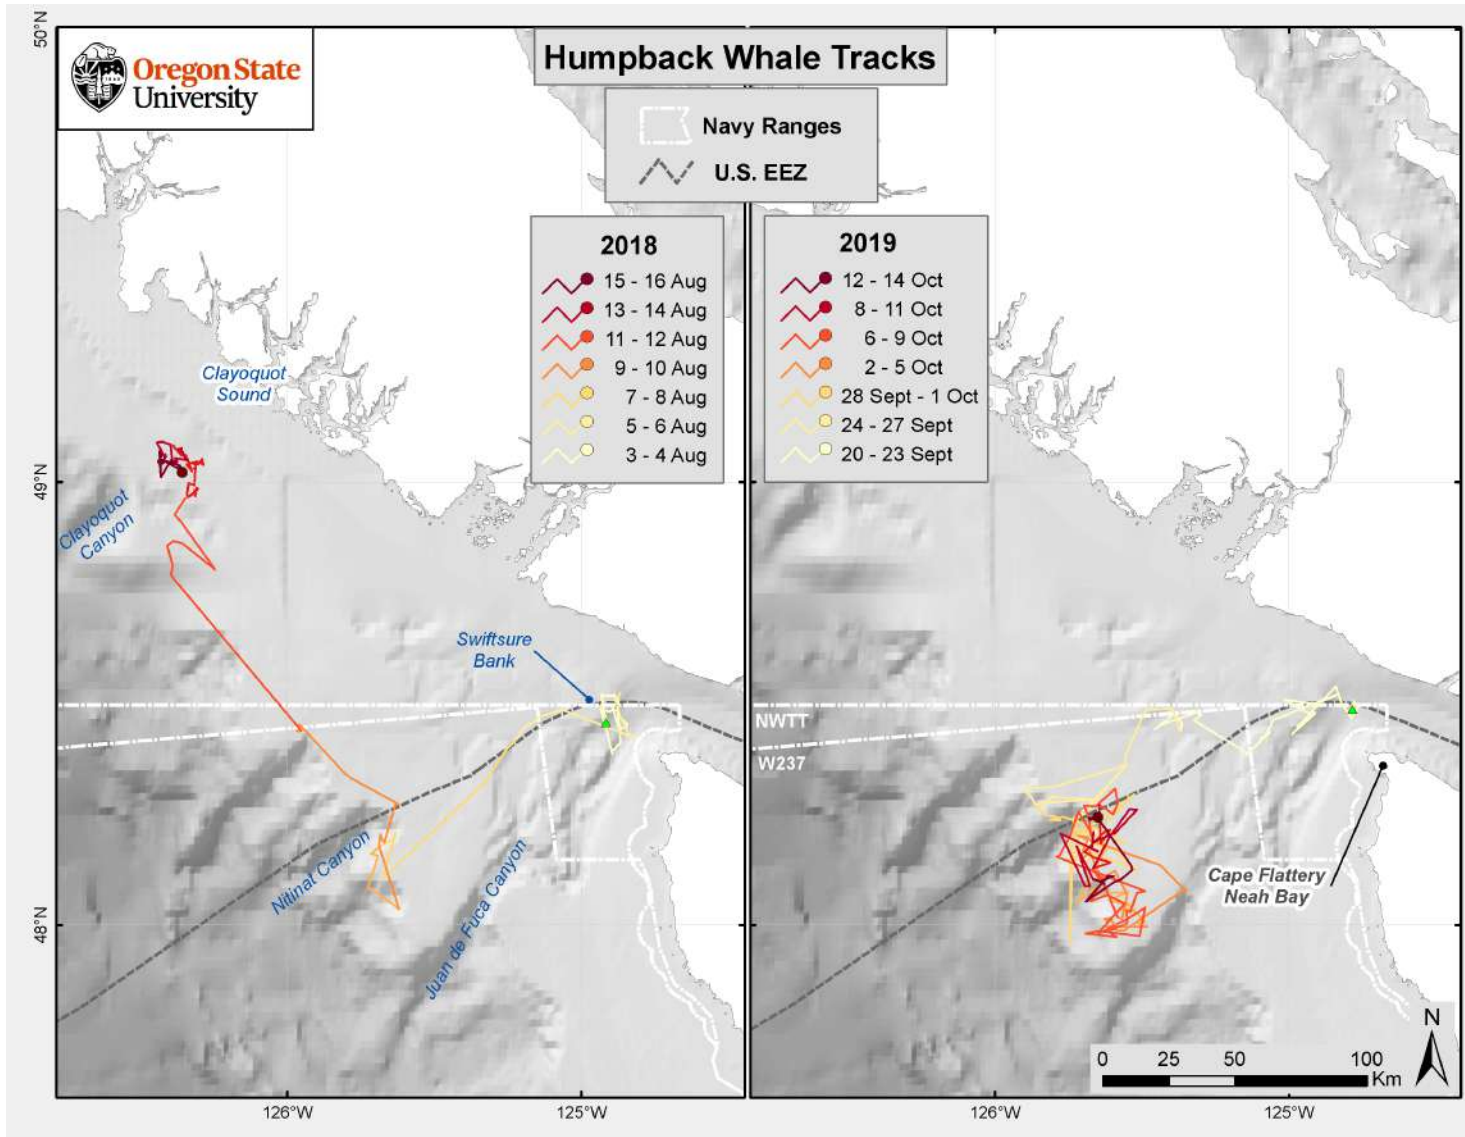 50°N
Oregon State
University
Humpback Whale Tracks
Navy Ranges
U.S. EEZ
2018
15 - 16 Aug
13 - 14 Aug
11 - 12 Aug
9 - 10 Aug
7 - 8 Aug
5 - 6 Aug
3 - 4 Aug
2019
12 - 14 Oct
8 - 11 Oct
6 - 9 Oct
2 - 5 Oct
28 Sept - 1 Oct
24 - 27 Sept
20 - 23 Sept
Clayoquot
Sound
49°N
Clayoquot
Canyon
Swiftsure
Bank
NWTT
W237
Nitinat Canyon
Juan de Fuca Canyon
Cape Flattery
Neah Bay
48°N
N
0 25 50 100
Km
126°W 125°W 126°W 125°W